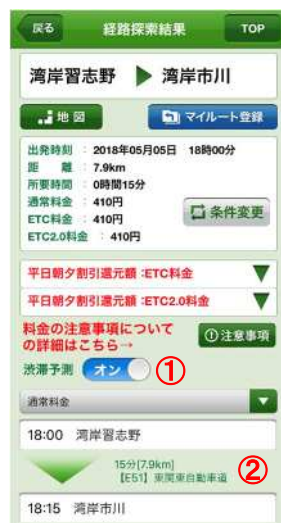 戻る 経路探索結果 TOP
湾岸習志野 ▶ 湾岸市川
地図 マイルート登録
出発時刻 : 2018年05月05日 18時00分
距 離 : 7.9km
所要時間 : 0時間15分
通常料金 : 410円
ETC料金 : 410円
ETC2.0料金 : 410円
条件変更
平日朝夕割引還元額 :ETC料金 ▼
平日朝夕割引還元額 :ETC2.0料金 ▼
料金の注意事項について
の詳細はこちら→
注意事項
渋滞予測 オン ①
通常料金 ▼
18:00 湾岸習志野
15分[7.9km]
【E51】東関東自動車道 ②
18:15 湾岸市川